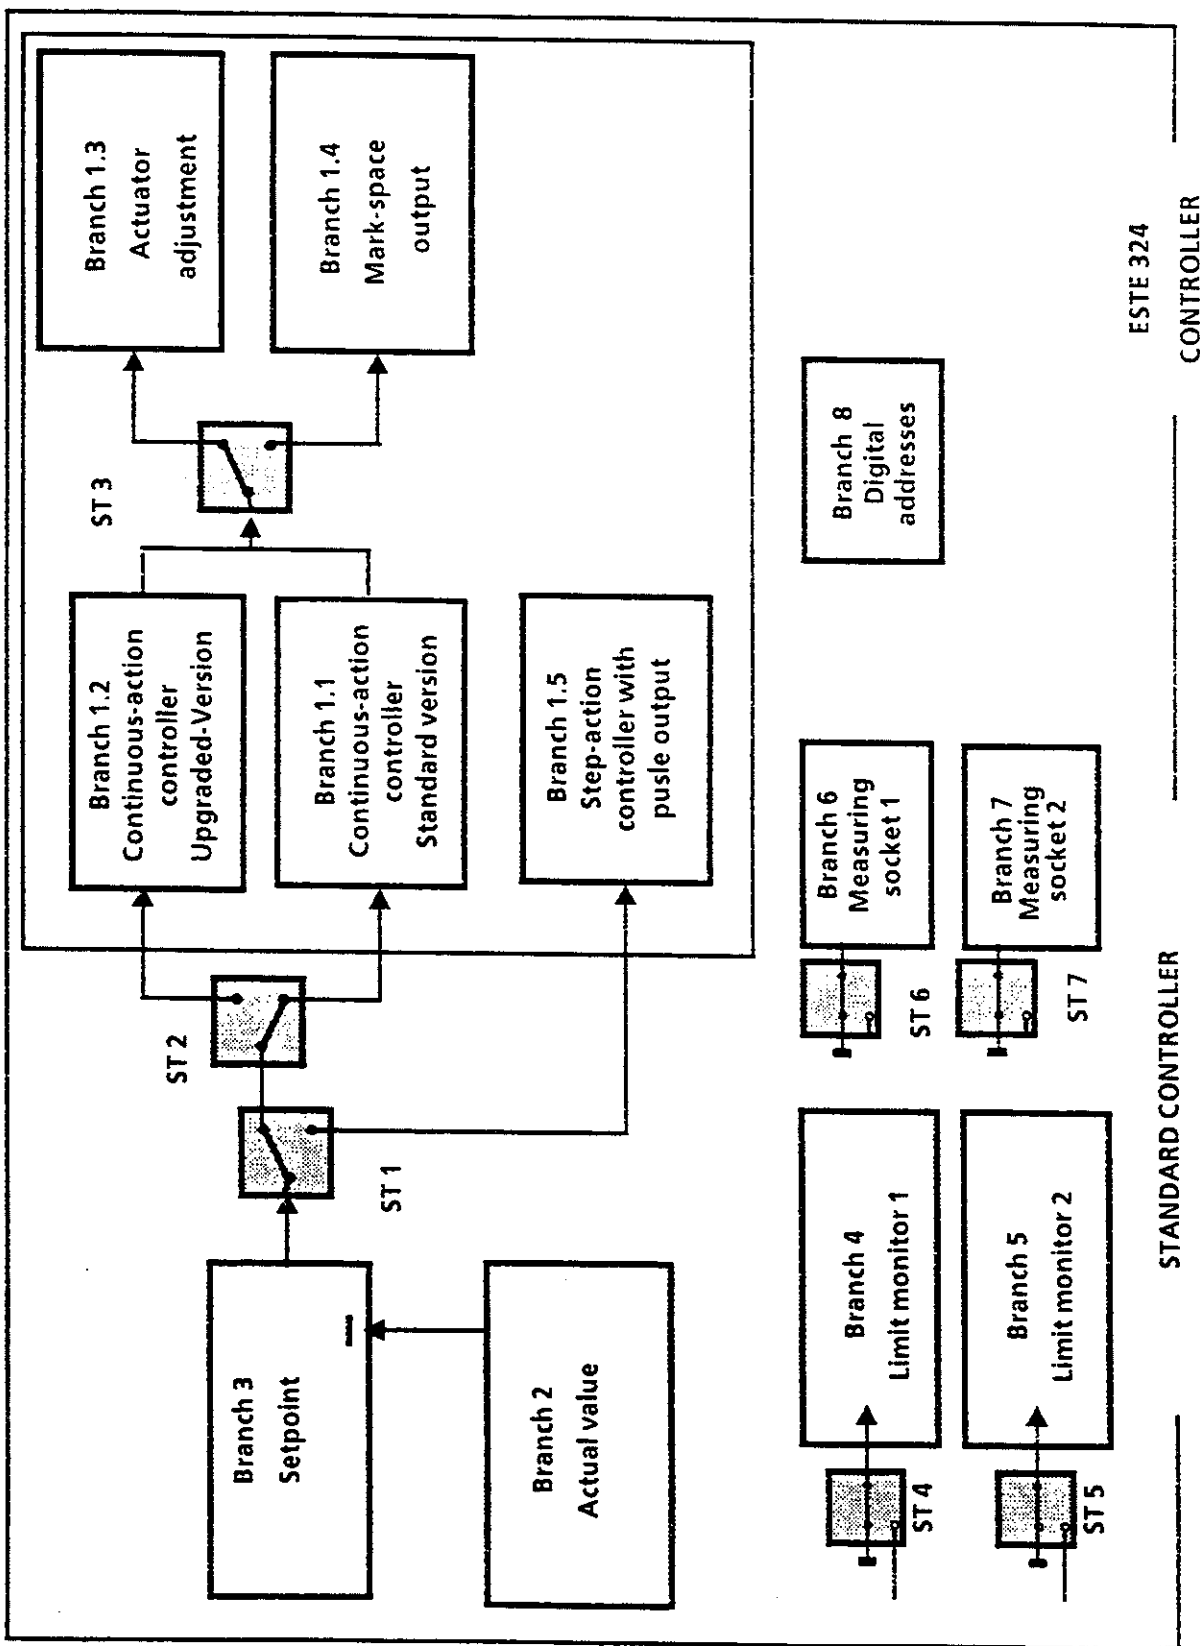 Branch 3
Setpoint
Branch 2
Actual value
ST 1
ST 2
Branch 1.2
Continuous-action
controller
Upgraded-Version
Branch 1.1
Continuous-action
controller
Standard version
Branch 1.5
Step-action
controller with
pusle output
ST 3
Branch 1.3
Actuator
adjustment
Branch 1.4
Mark-space
output
ST 4
Branch 4
Limit monitor 1
ST 5
Branch 5
Limit monitor 2
ST 6
Branch 6
Measuring
socket 1
ST 7
Branch 7
Measuring
socket 2
Branch 8
Digital
addresses
ESTE 324
STANDARD CONTROLLER
CONTROLLER